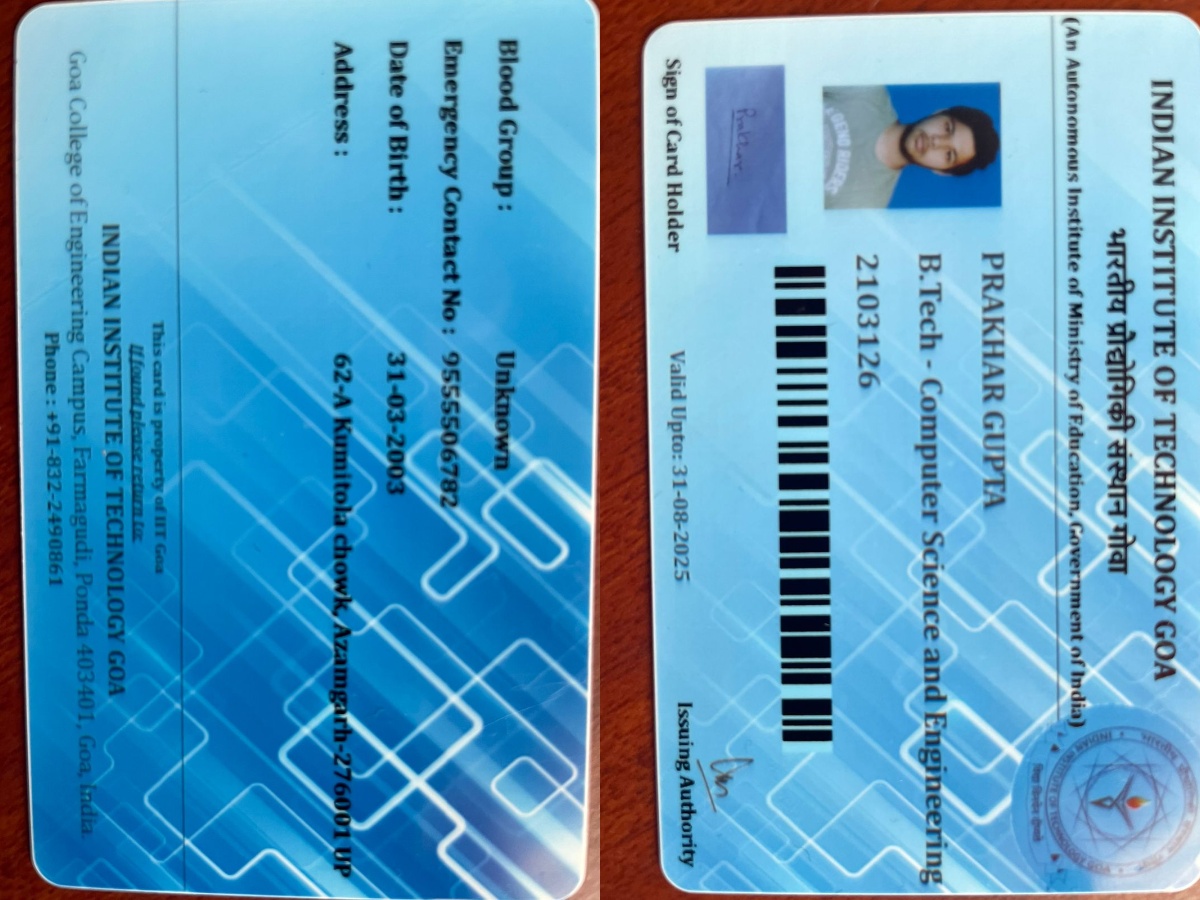 INDIAN INSTITUTE OF TECHNOLOGY GOA
भारतीय प्रौद्योगिकी संस्थान गोवा
(An Autonomous Institute of Ministry of Education, Government of India)
PRAKHAR GUPTA
B.Tech - Computer Science and Engineering
2103126
Prakhar
Sign of Card Holder
Valid Upto: 31-08-2025
Issuing Authority
Blood Group : Unknown
Emergency Contact No : 9555506782
Date of Birth : 31-03-2003
Address : 62-A Kumitola chowk, Azamgarh-276001 UP
This card is property of IIT Goa
If found please return to:
INDIAN INSTITUTE OF TECHNOLOGY GOA
Goa College of Engineering Campus, Farmagudi, Ponda 403401, Goa, India.
Phone : +91-832-2490861